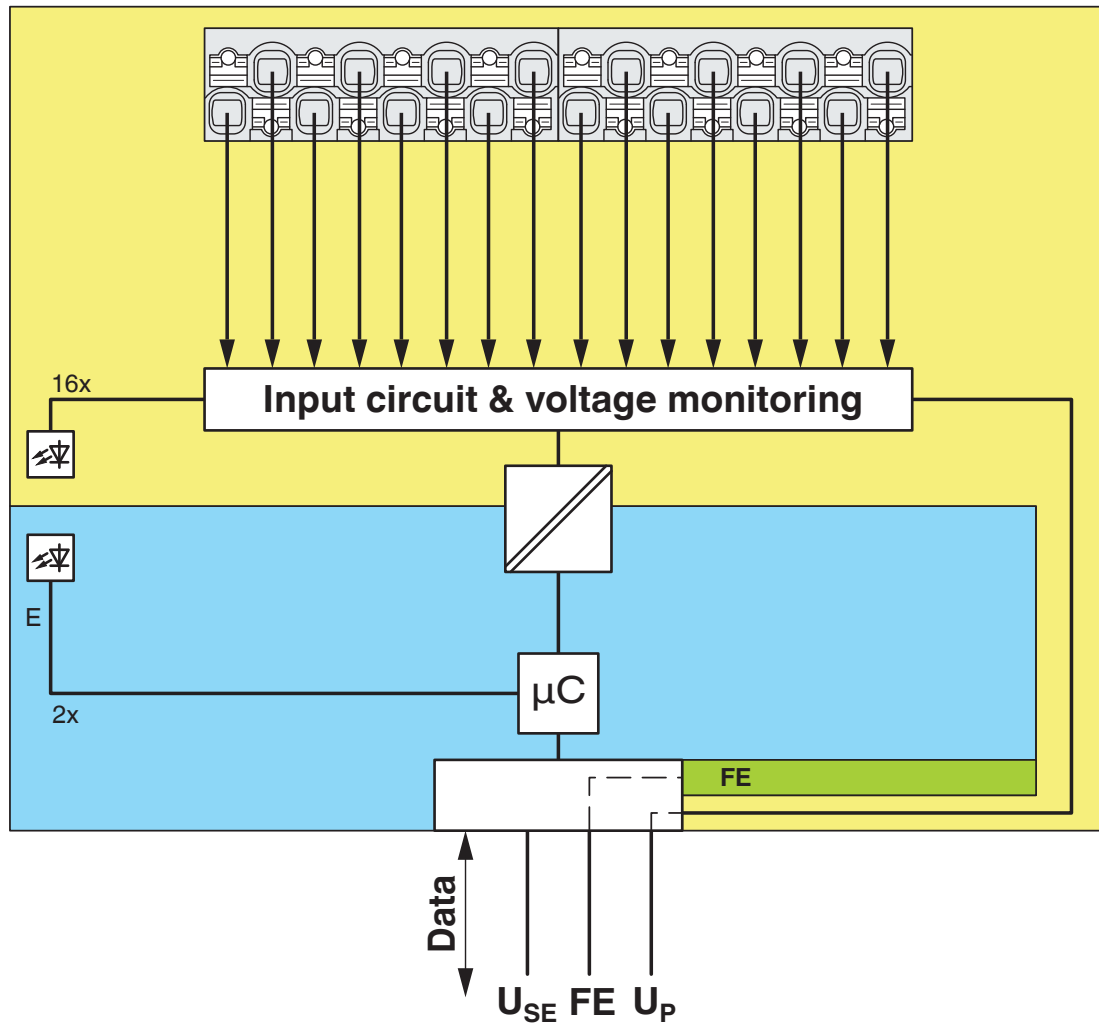 16x
Input circuit & voltage monitoring
E
µC
2x
FE
Data
USE FE UP